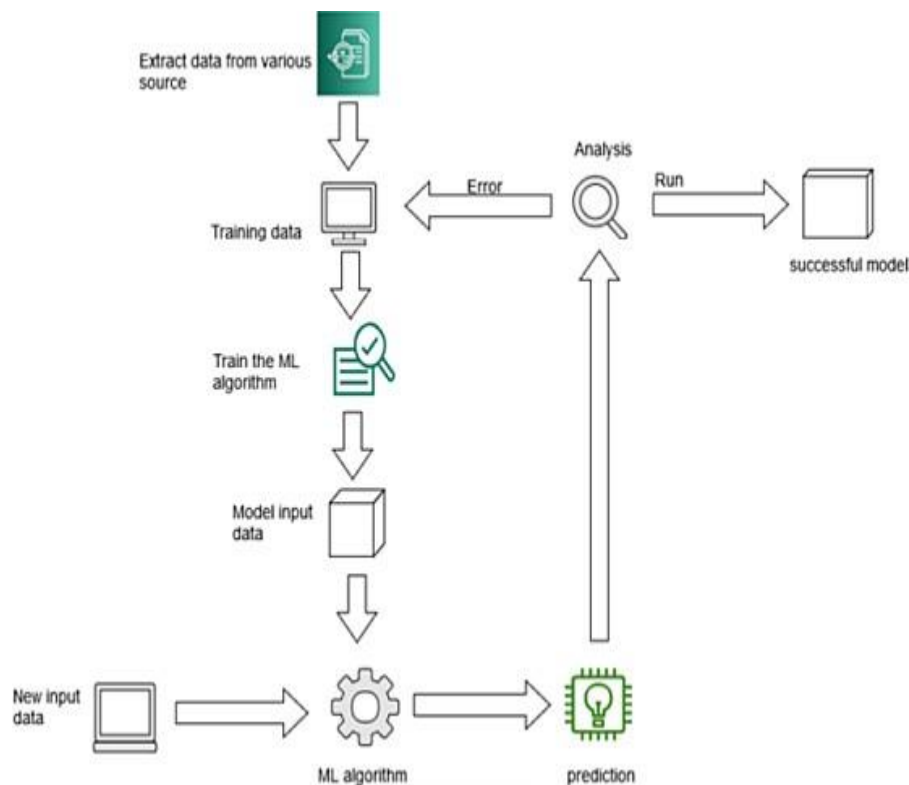 Extract data from various
source
Analysis
Error
Run
Training data
successful model
Train the ML
algorithm
Model input
data
New input
data
ML algorithm
prediction